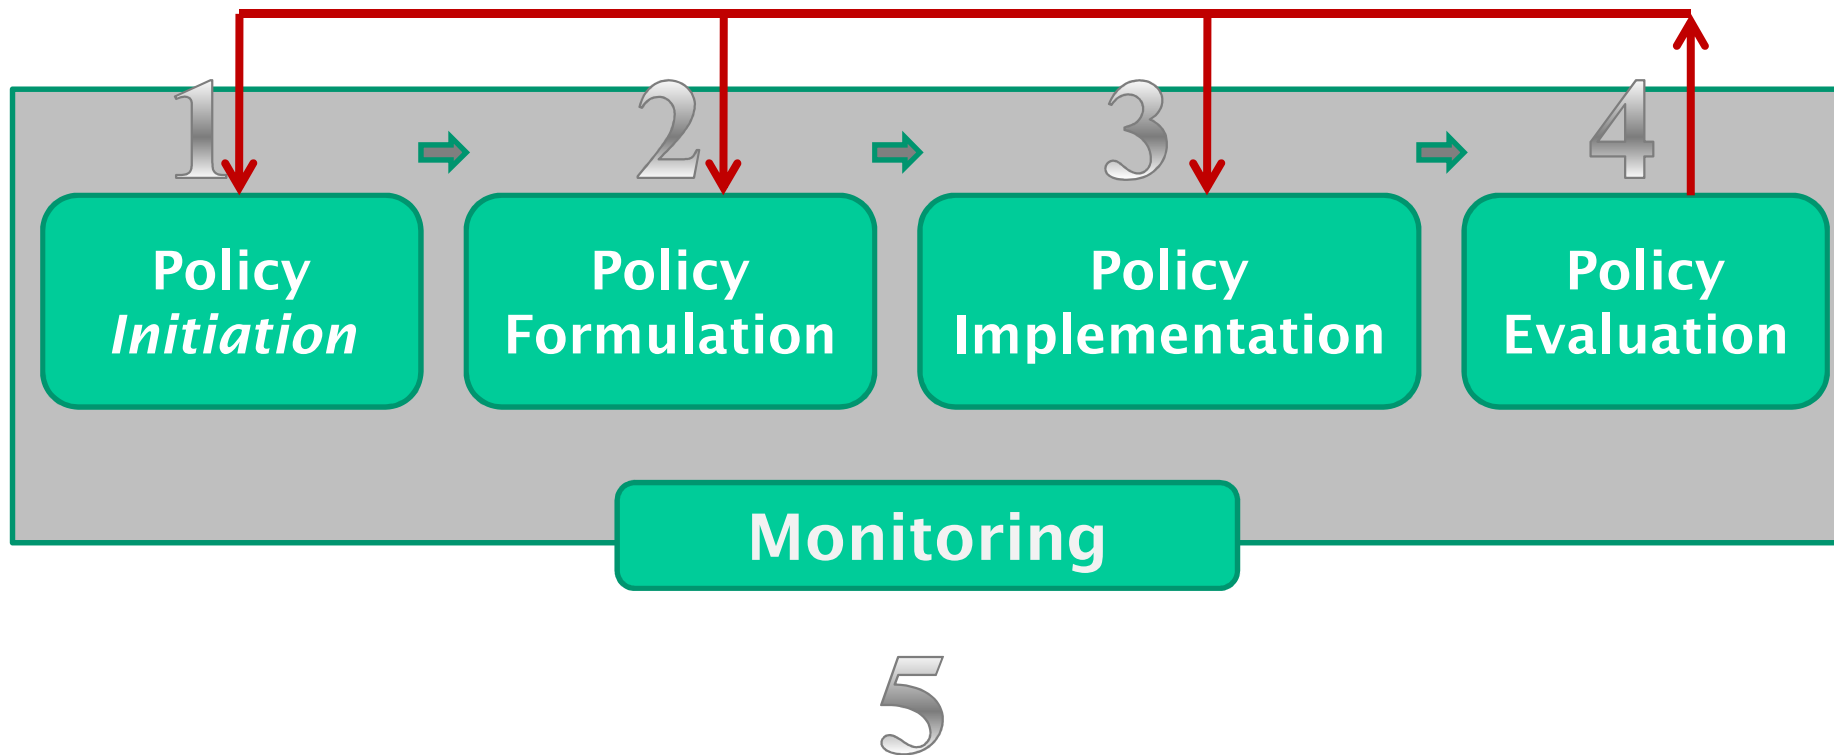 1
2
3
4
Policy
Initiation
Policy
Formulation
Policy
Implementation
Policy
Evaluation
Monitoring
5